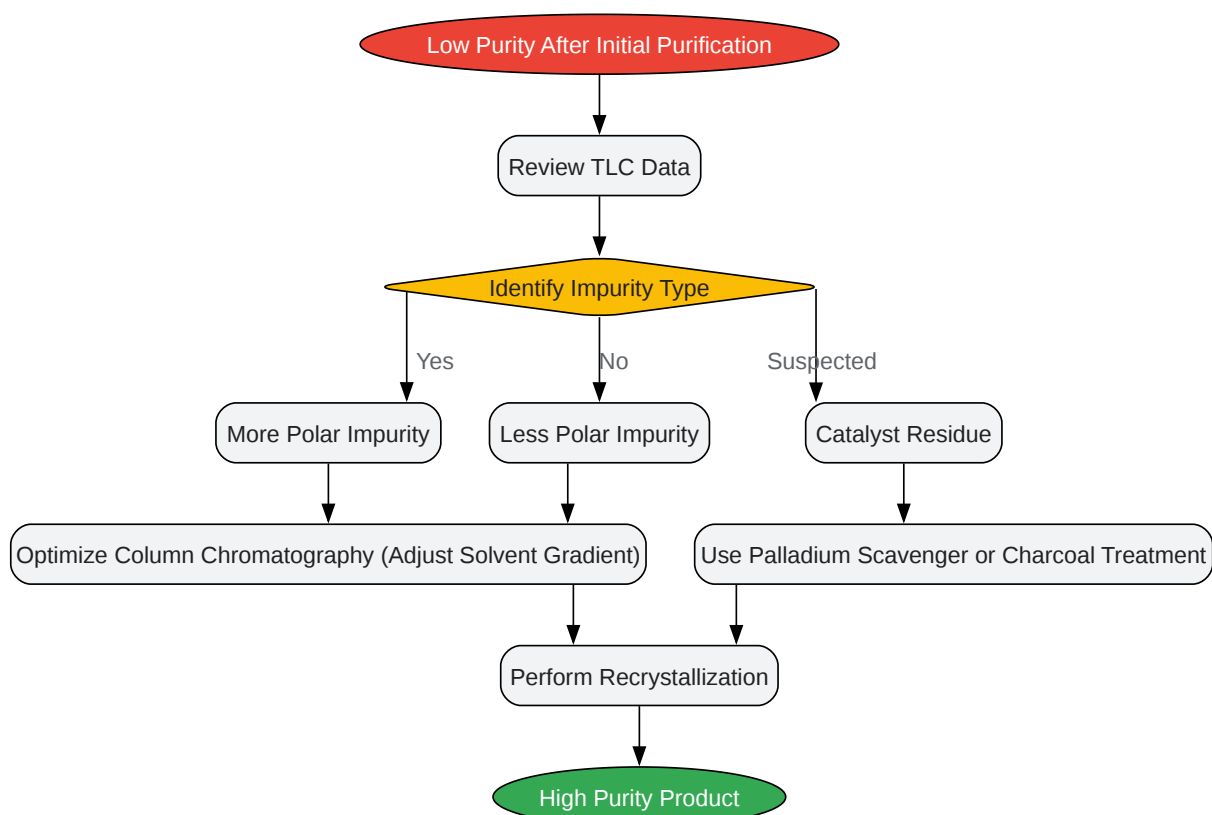 Low Purity After Initial Purification
Review TLC Data
Identify Impurity Type
Yes
No
Suspected
More Polar Impurity
Less Polar Impurity
Catalyst Residue
Optimize Column Chromatography (Adjust Solvent Gradient)
Use Palladium Scavenger or Charcoal Treatment
Perform Recrystallization
High Purity Product